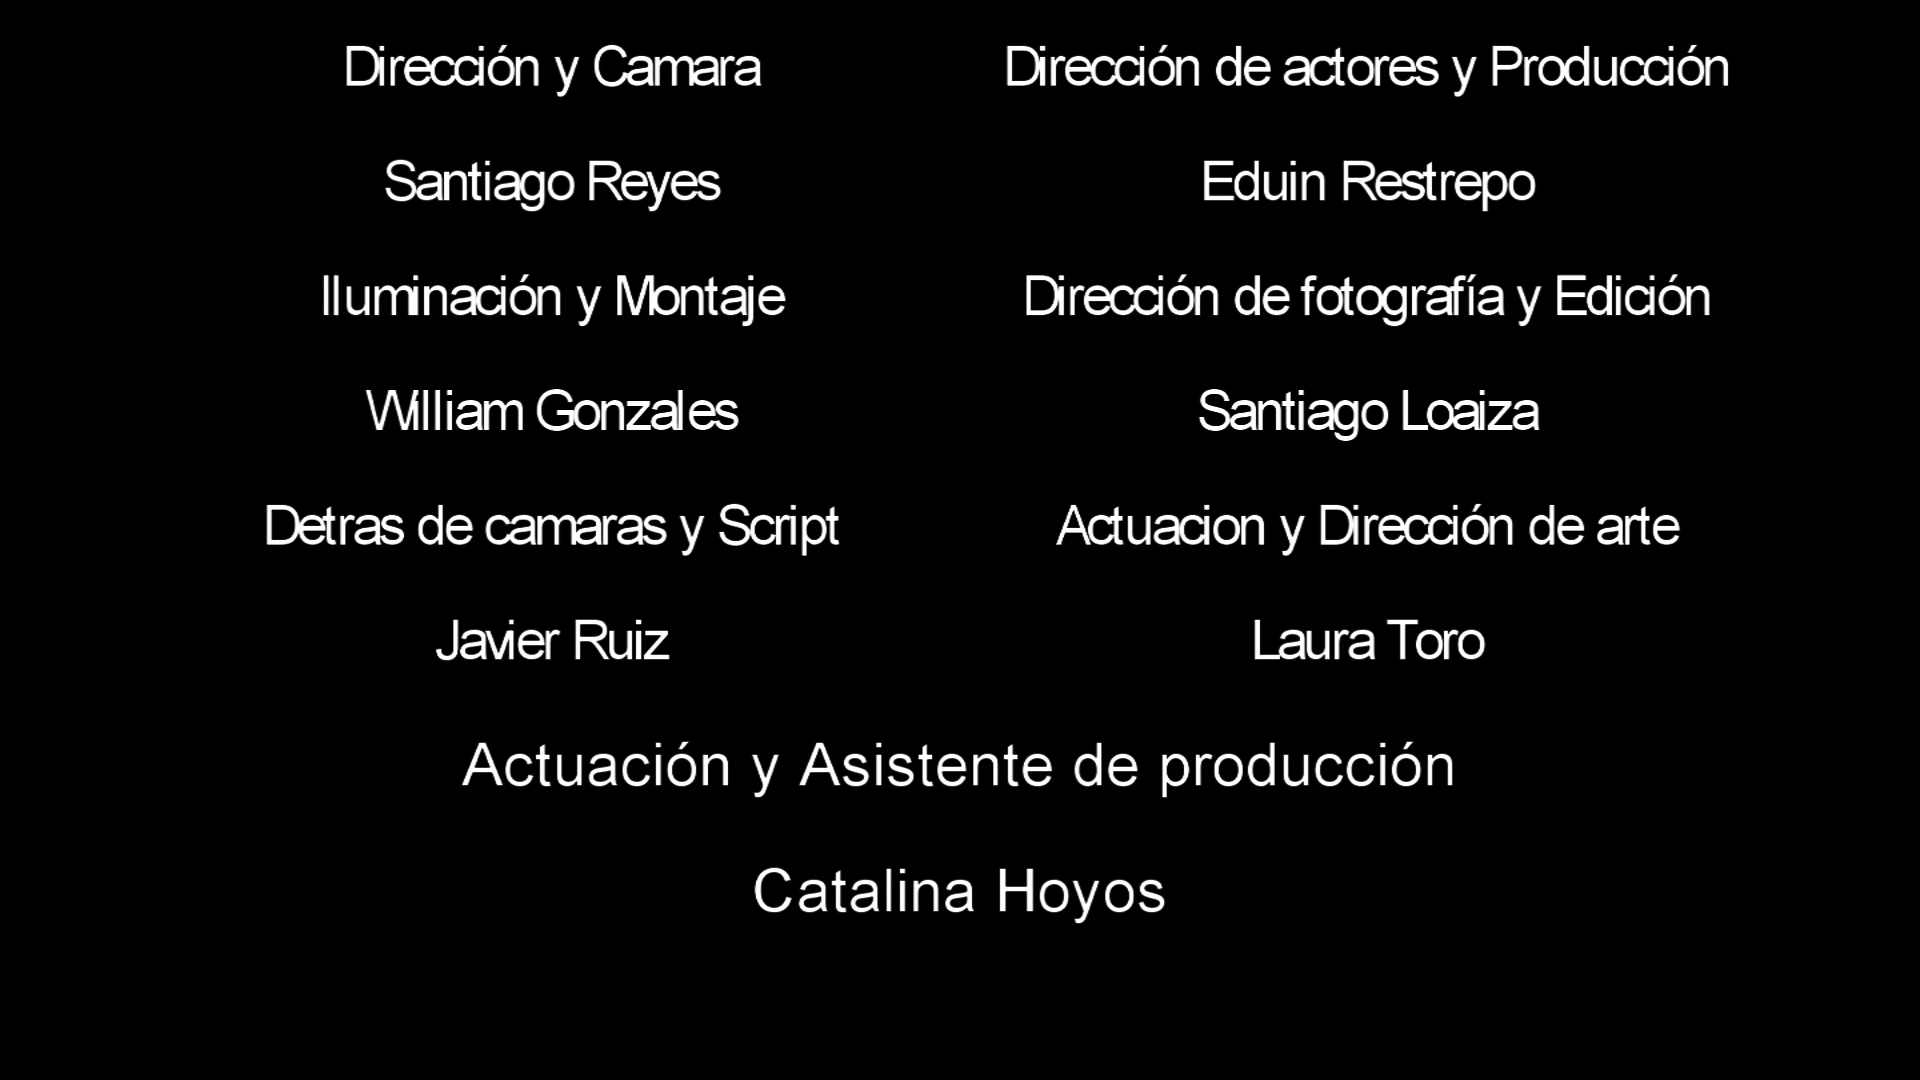 Dirección y Camara
Santiago Reyes
Iluminación y Montaje
William Gonzales
Detras de camaras y Script
Javier Ruiz
Dirección de actores y Producción
Eduin Restrepo
Dirección de fotografía y Edición
Santiago Loaiza
Actuacion y Dirección de arte
Laura Toro
Actuación y Asistente de producción
Catalina Hoyos